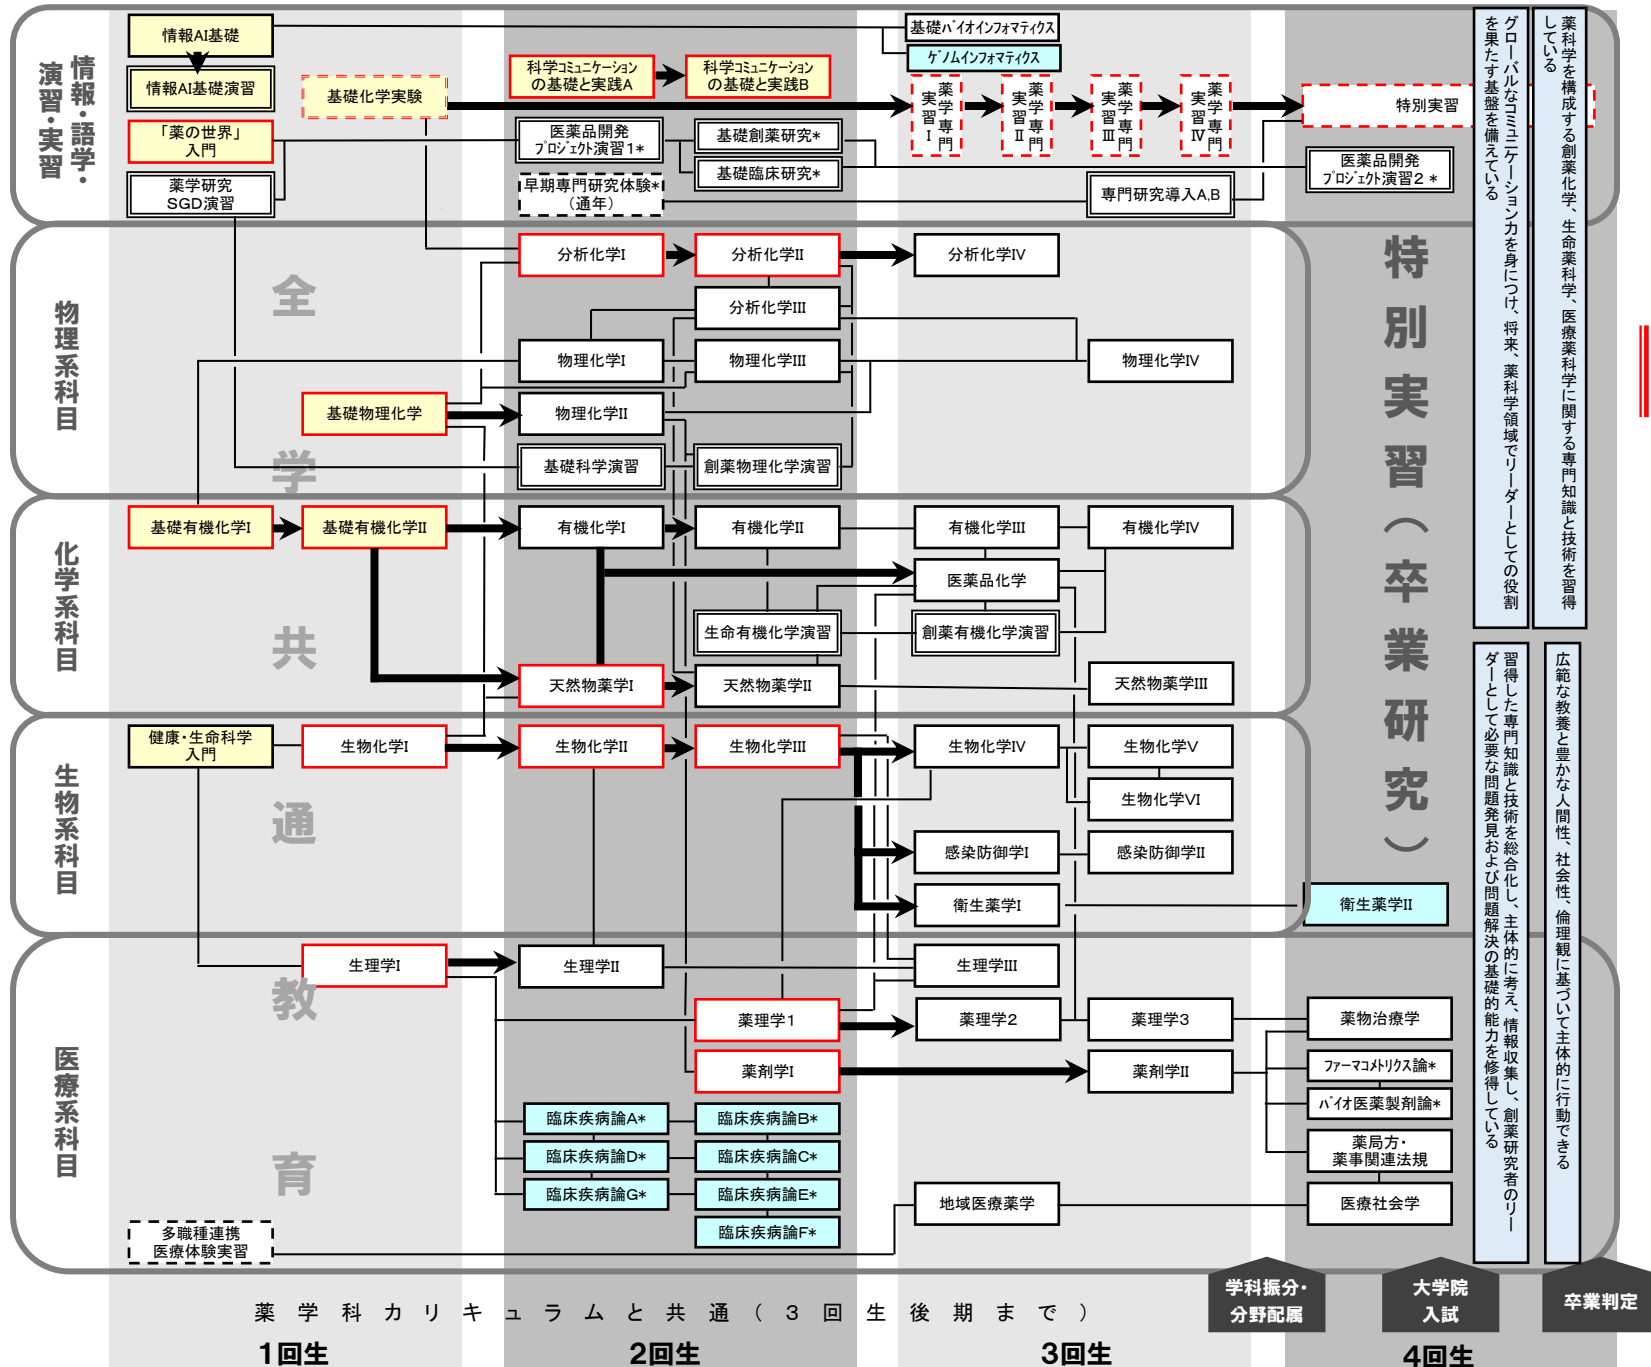 情報・語学・
演習・実習
情報AI基礎
情報AI基礎演習
「薬の世界」
入門
薬学研究
SGD演習
基礎化学実験
科学コミュニケーション
の基礎と実践A
科学コミュニケーション
の基礎と実践B
医薬品開発
プロジェクト演習1*
早期専門研究体験*
（通年）
基礎創薬研究*
基礎臨床研究*
基礎バイオインフォマティクス
ゲノムインフォマティクス
薬学専門
実習I
薬学専門
実習II
薬学専門
実習III
薬学専門
実習IV
専門研究導入A,B
特別実習
医薬品開発
プロジェクト演習2*
物理系科目
分析化学I
分析化学II
分析化学IV
分析化学III
物理化学I
物理化学III
物理化学IV
基礎物理化学
物理化学II
基礎科学演習
創薬物理化学演習
化学系科目
基礎有機化学I
基礎有機化学II
有機化学I
有機化学II
有機化学III
有機化学IV
医薬品化学
生命有機化学演習
創薬有機化学演習
天然物薬学I
天然物薬学II
天然物薬学III
生物系科目
健康・生命科学
入門
生物化学I
生物化学II
生物化学III
生物化学IV
生物化学V
生物化学VI
感染防御学I
感染防御学II
衛生薬学I
衛生薬学II
医療系科目
生理学I
生理学II
生理学III
薬理学1
薬理学2
薬理学3
薬物治療学
薬剤学I
薬剤学II
ファーマコメトリクス論*
バイオ医薬製剤論*
臨床疾病論A*
臨床疾病論B*
臨床疾病論D*
臨床疾病論C*
臨床疾病論G*
臨床疾病論E*
臨床疾病論F*
薬局方・
薬事関連法規
地域医療薬学
医療社会学
多職種連携
医療体験実習
全学共通教育
特別実習（卒業研究）
薬科学を構成する創薬化学、生命薬科学、医療薬科学に関する専門知識と技術を習得
している
グローバルなコミュニケーション力を身につけ、将来、薬科学領域でリーダーとしての役割
を果たす基盤を備えている
広範な教養と豊かな人間性、社会性、倫理観に基づいて主体的に行動できる
習得した専門知識と技術を総合化し、主体的に考え、情報収集し、創薬研究者のリー
ダーとして必要な問題発見および問題解決の基礎的能力を修得している
学科振分・
分野配属
大学院
入試
卒業判定
薬学科カリキュラムと共通（3回生後期まで）
1回生
2回生
3回生
4回生